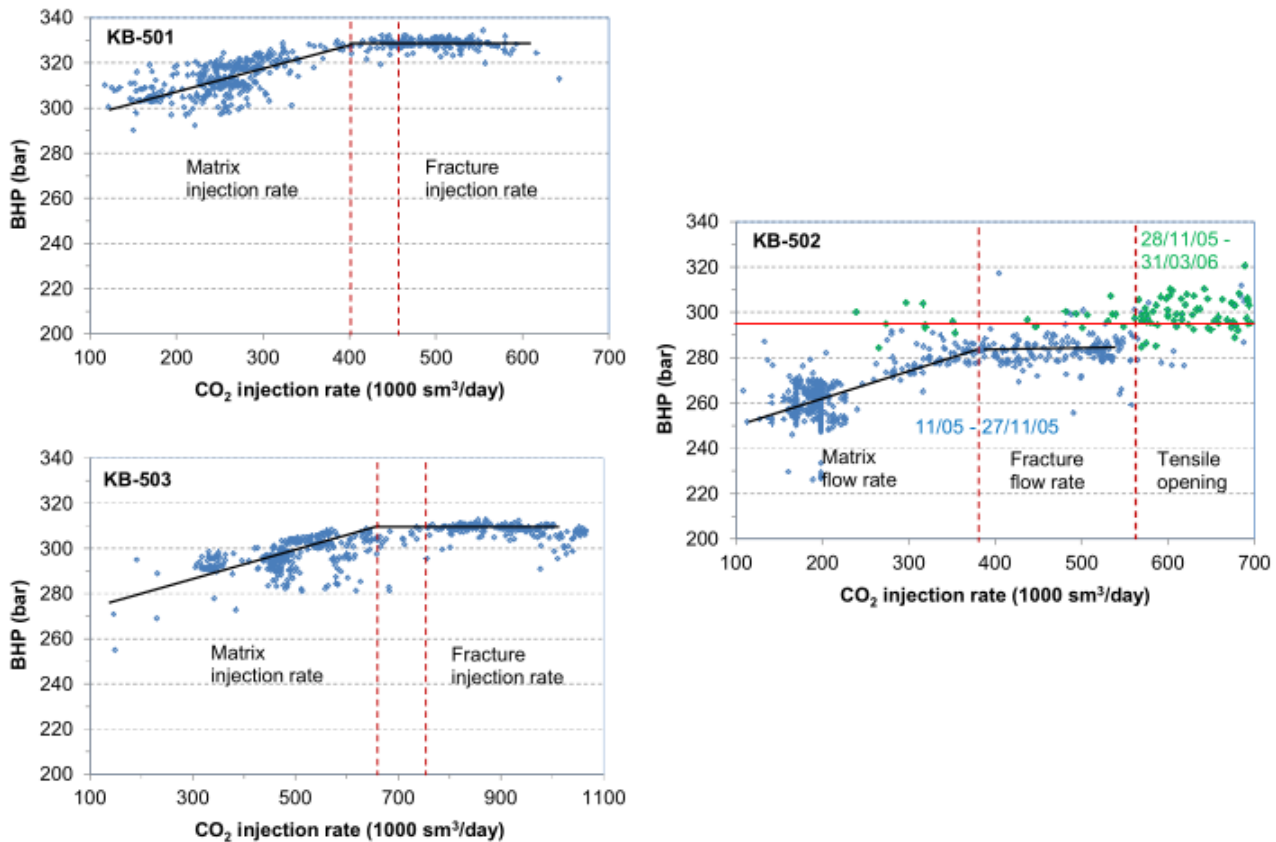 KB-501
340
320
300
280
260
240
220
200
BHP (bar)
Matrix
injection rate
Fracture
injection rate
100 200 300 400 500 600 700
CO₂ injection rate (1000 sm³/day)
KB-502
340
320
300
280
260
240
220
200
BHP (bar)
28/11/05 -
31/03/06
11/05 - 27/11/05
Matrix
flow rate
Fracture
flow rate
Tensile
opening
100 200 300 400 500 600 700
CO₂ injection rate (1000 sm³/day)
KB-503
340
320
300
280
260
240
220
200
BHP (bar)
Matrix
injection rate
Fracture
injection rate
100 300 500 700 900 1100
CO₂ injection rate (1000 sm³/day)